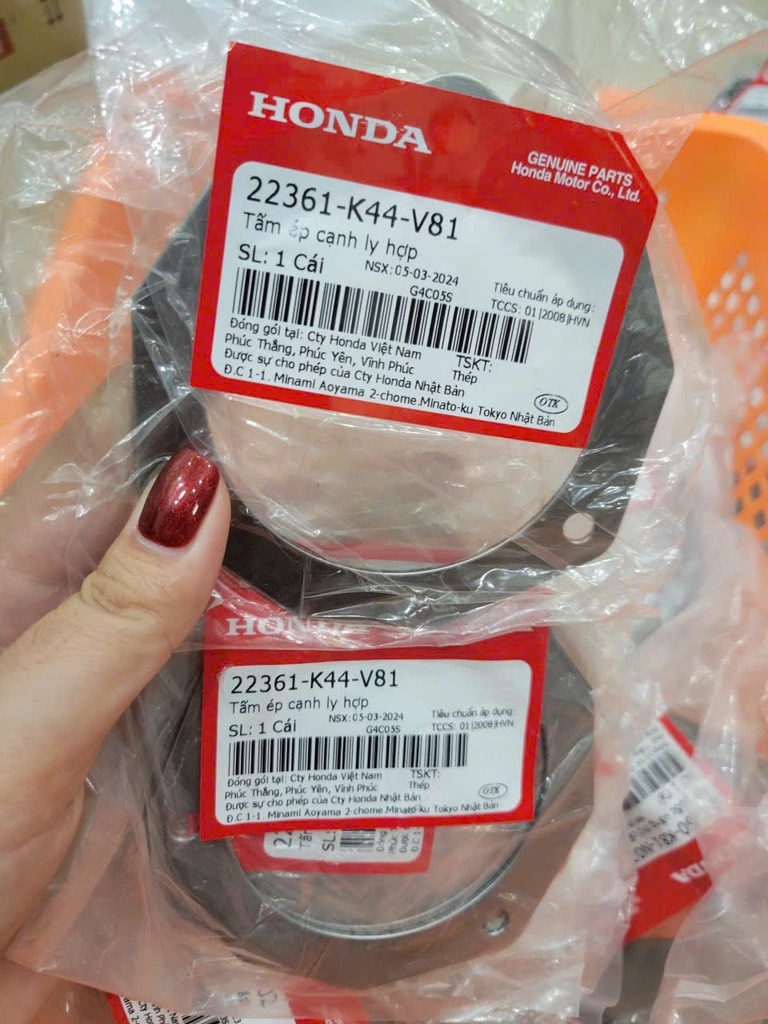 HONDA
GENUINE PARTS
Honda Motor Co., Ltd.
22361-K44-V81
Tấm ép cạnh ly hợp
SL: 1 Cái
NSX: 05-03-2024
G4C05S
Tiêu chuẩn áp dụng:
TCCS: 01|2008|HVN
Đóng gói tại: Cty Honda Việt Nam
Phúc Thắng, Phúc Yên, Vĩnh Phúc
TSKT:
Thép
Được sự cho phép của Cty Honda Nhật Bản
Đ.C 1-1. Minami Aoyama 2-chome.Minato-ku Tokyo Nhật Bản
OTK
HONDA
22361-K44-V81
Tấm ép cạnh ly hợp
SL: 1 Cái
NSX: 05-03-2024
G4C05S
Tiêu chuẩn áp dụng:
TCCS: 01|2008|HVN
Đóng gói tại: Cty Honda Việt Nam
Phúc Thắng, Phúc Yên, Vĩnh Phúc
TSKT:
Thép
Được sự cho phép của Cty Honda Nhật Bản
Đ.C 1-1. Minami Aoyama 2-chome.Minato-ku Tokyo Nhật Bản
OTK
SL: